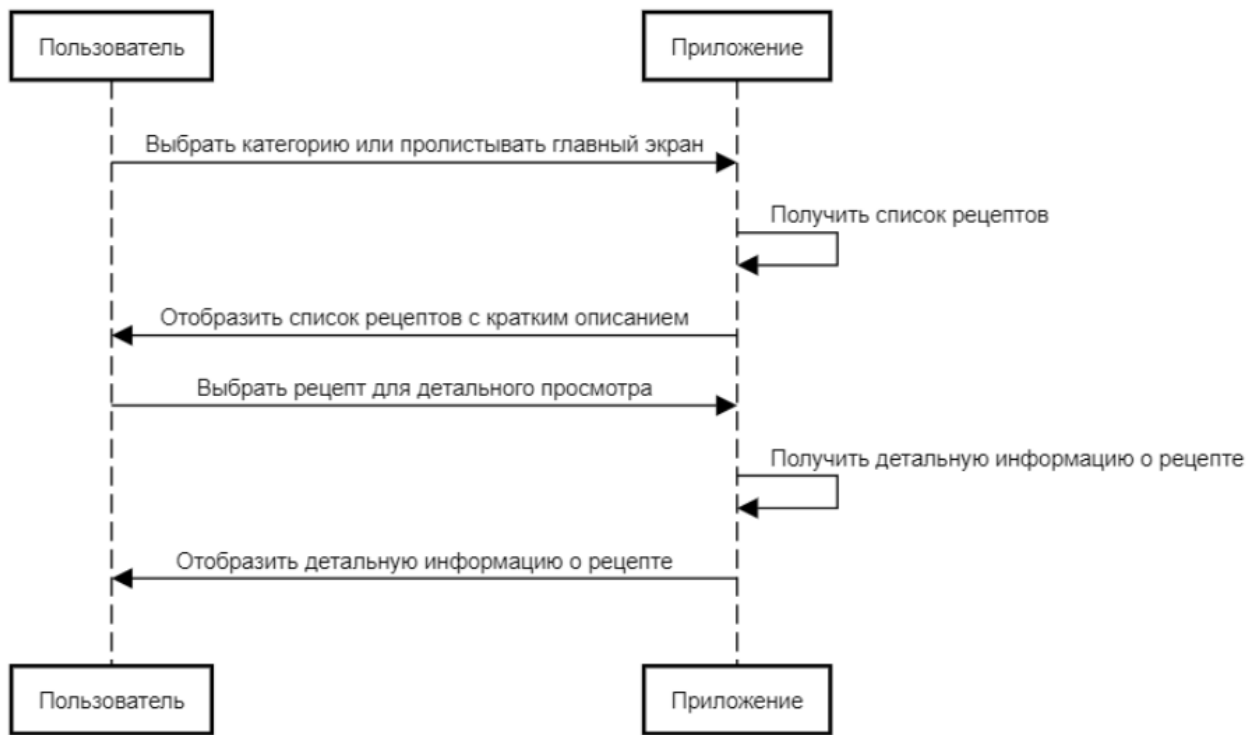 Пользователь
Приложение
Выбрать категорию или пролистывать главный экран
Получить список рецептов
Отобразить список рецептов с кратким описанием
Выбрать рецепт для детального просмотра
Получить детальную информацию о рецепте
Отобразить детальную информацию о рецепте
Пользователь
Приложение